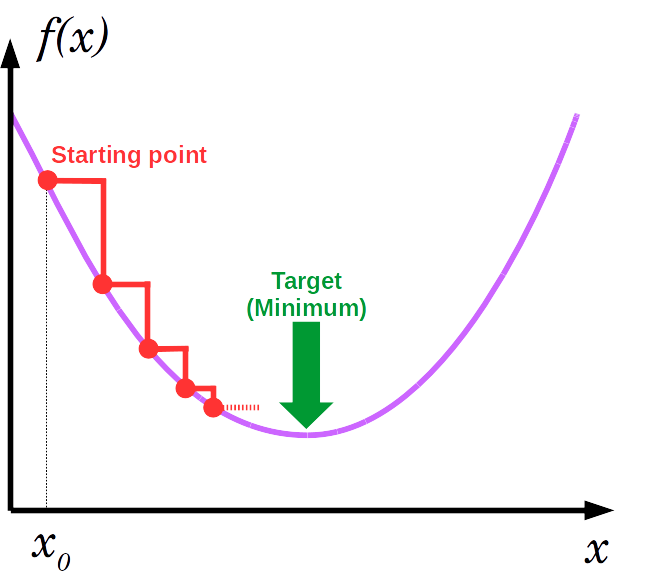 f(x)
Starting point
Target
(Minimum)
x0
x